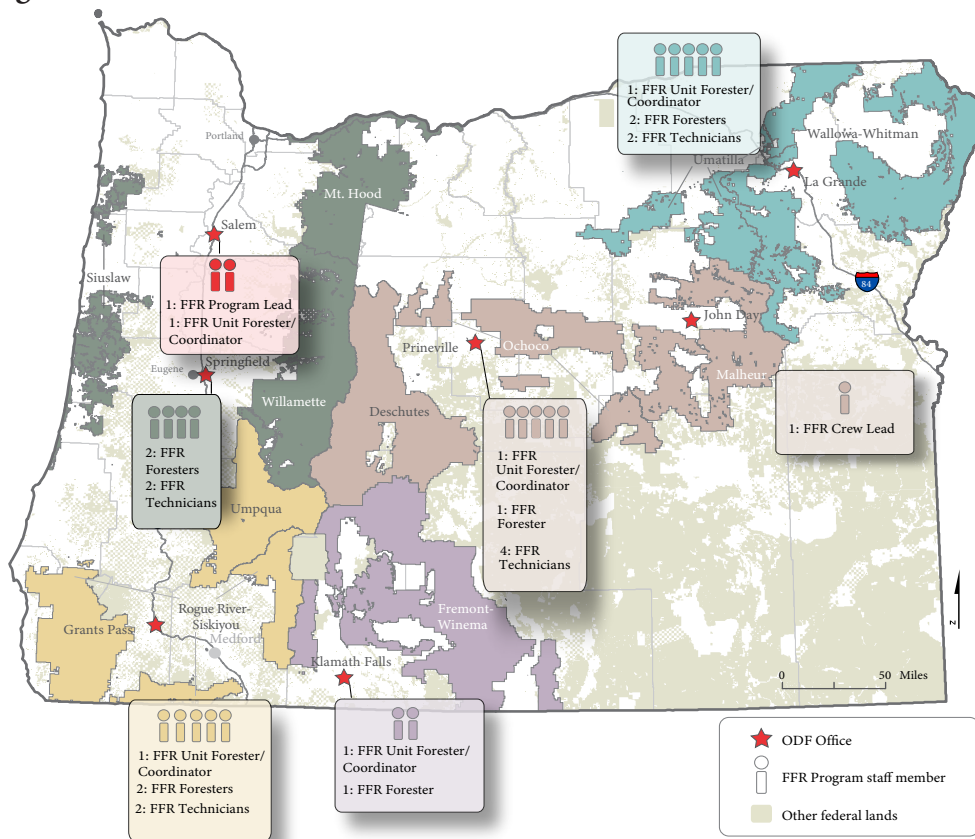 1: FFR Unit Forester/
Coordinator
2: FFR Foresters
2: FFR Technicians
Portland
Wallowa-Whitman
Umatilla
La Grande
Mt. Hood
Salem
Siuslaw
84
1: FFR Program Lead
1: FFR Unit Forester/
Coordinator
John Day
Prineville
Ochoco
Springfield
Eugene
Malheur
Willamette
Deschutes
1: FFR Crew Lead
2: FFR
Foresters
2: FFR
Technicians
1: FFR
Unit Forester/
Coordinator
1: FFR
Forester
4: FFR
Technicians
Umpqua
Rogue River-
Siskiyou
Grants Pass
Medford
Fremont-
Winema
Klamath Falls
z
0 50 Miles
1: FFR Unit Forester/
Coordinator
2: FFR Foresters
2: FFR Technicians
1: FFR Unit Forester/
Coordinator
1: FFR Forester
ODF Office
FFR Program staff member
Other federal lands